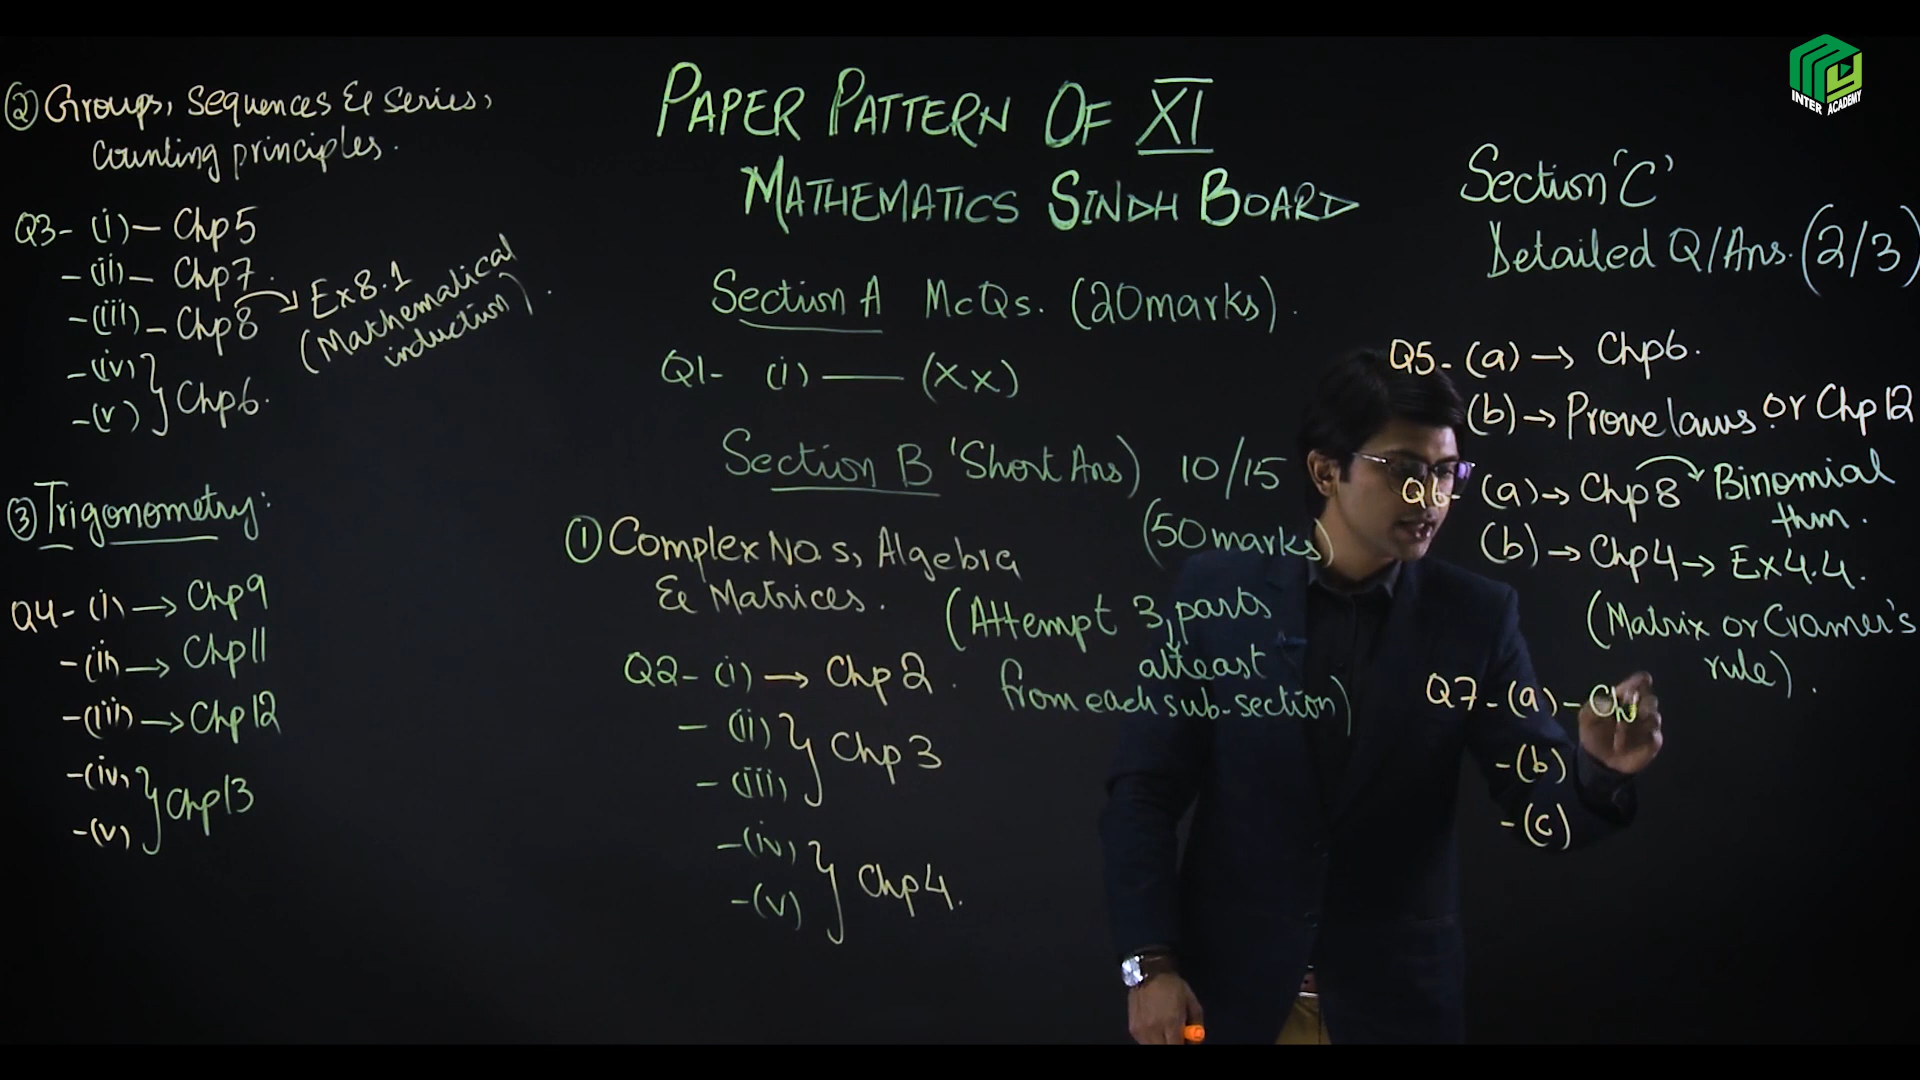 INTER ACADEMY
PAPER PATTERN OF XI
MATHEMATICS SINDH BOARD
Section A McQs. (20marks).
Q1- (i) — (xx)
Section B 'Short Ans) 10/15
(50marks)
① Complex No.s, Algebra
& Matrices.
(Attempt 3, parts
atleast
from each sub-section)
Q2- (i) → Chp 2.
- (ii)
- (iii)
} Chp 3
-(iv)
-(v)
} Chp 4.
② Groups, Sequences & Series,
Counting principles.
Q3- (i) — Chp 5
-(ii) — Chp 7.
-(iii) — Chp 8 → Ex 8.1
(Mathematical
induction).
-(iv)
-(v)
} Chp 6.
③ Trigonometry:
Q4- (i) → Chp 9
-(ii) → Chp 11
-(iii) → Chp 12
-(iv)
-(v)
} Chp 13
Section 'C'
Detailed Q/Ans. (2/3)
Q5- (a) → Chp 6.
(b) → Prove laws. or Chp 12
Q6- (a) → Chp 8 → Binomial
thm.
(b) → Chp 4 → Ex 4.4.
(Matrix or Cramer's
rule).
Q7-(a) - Ch
-(b)
-(c)